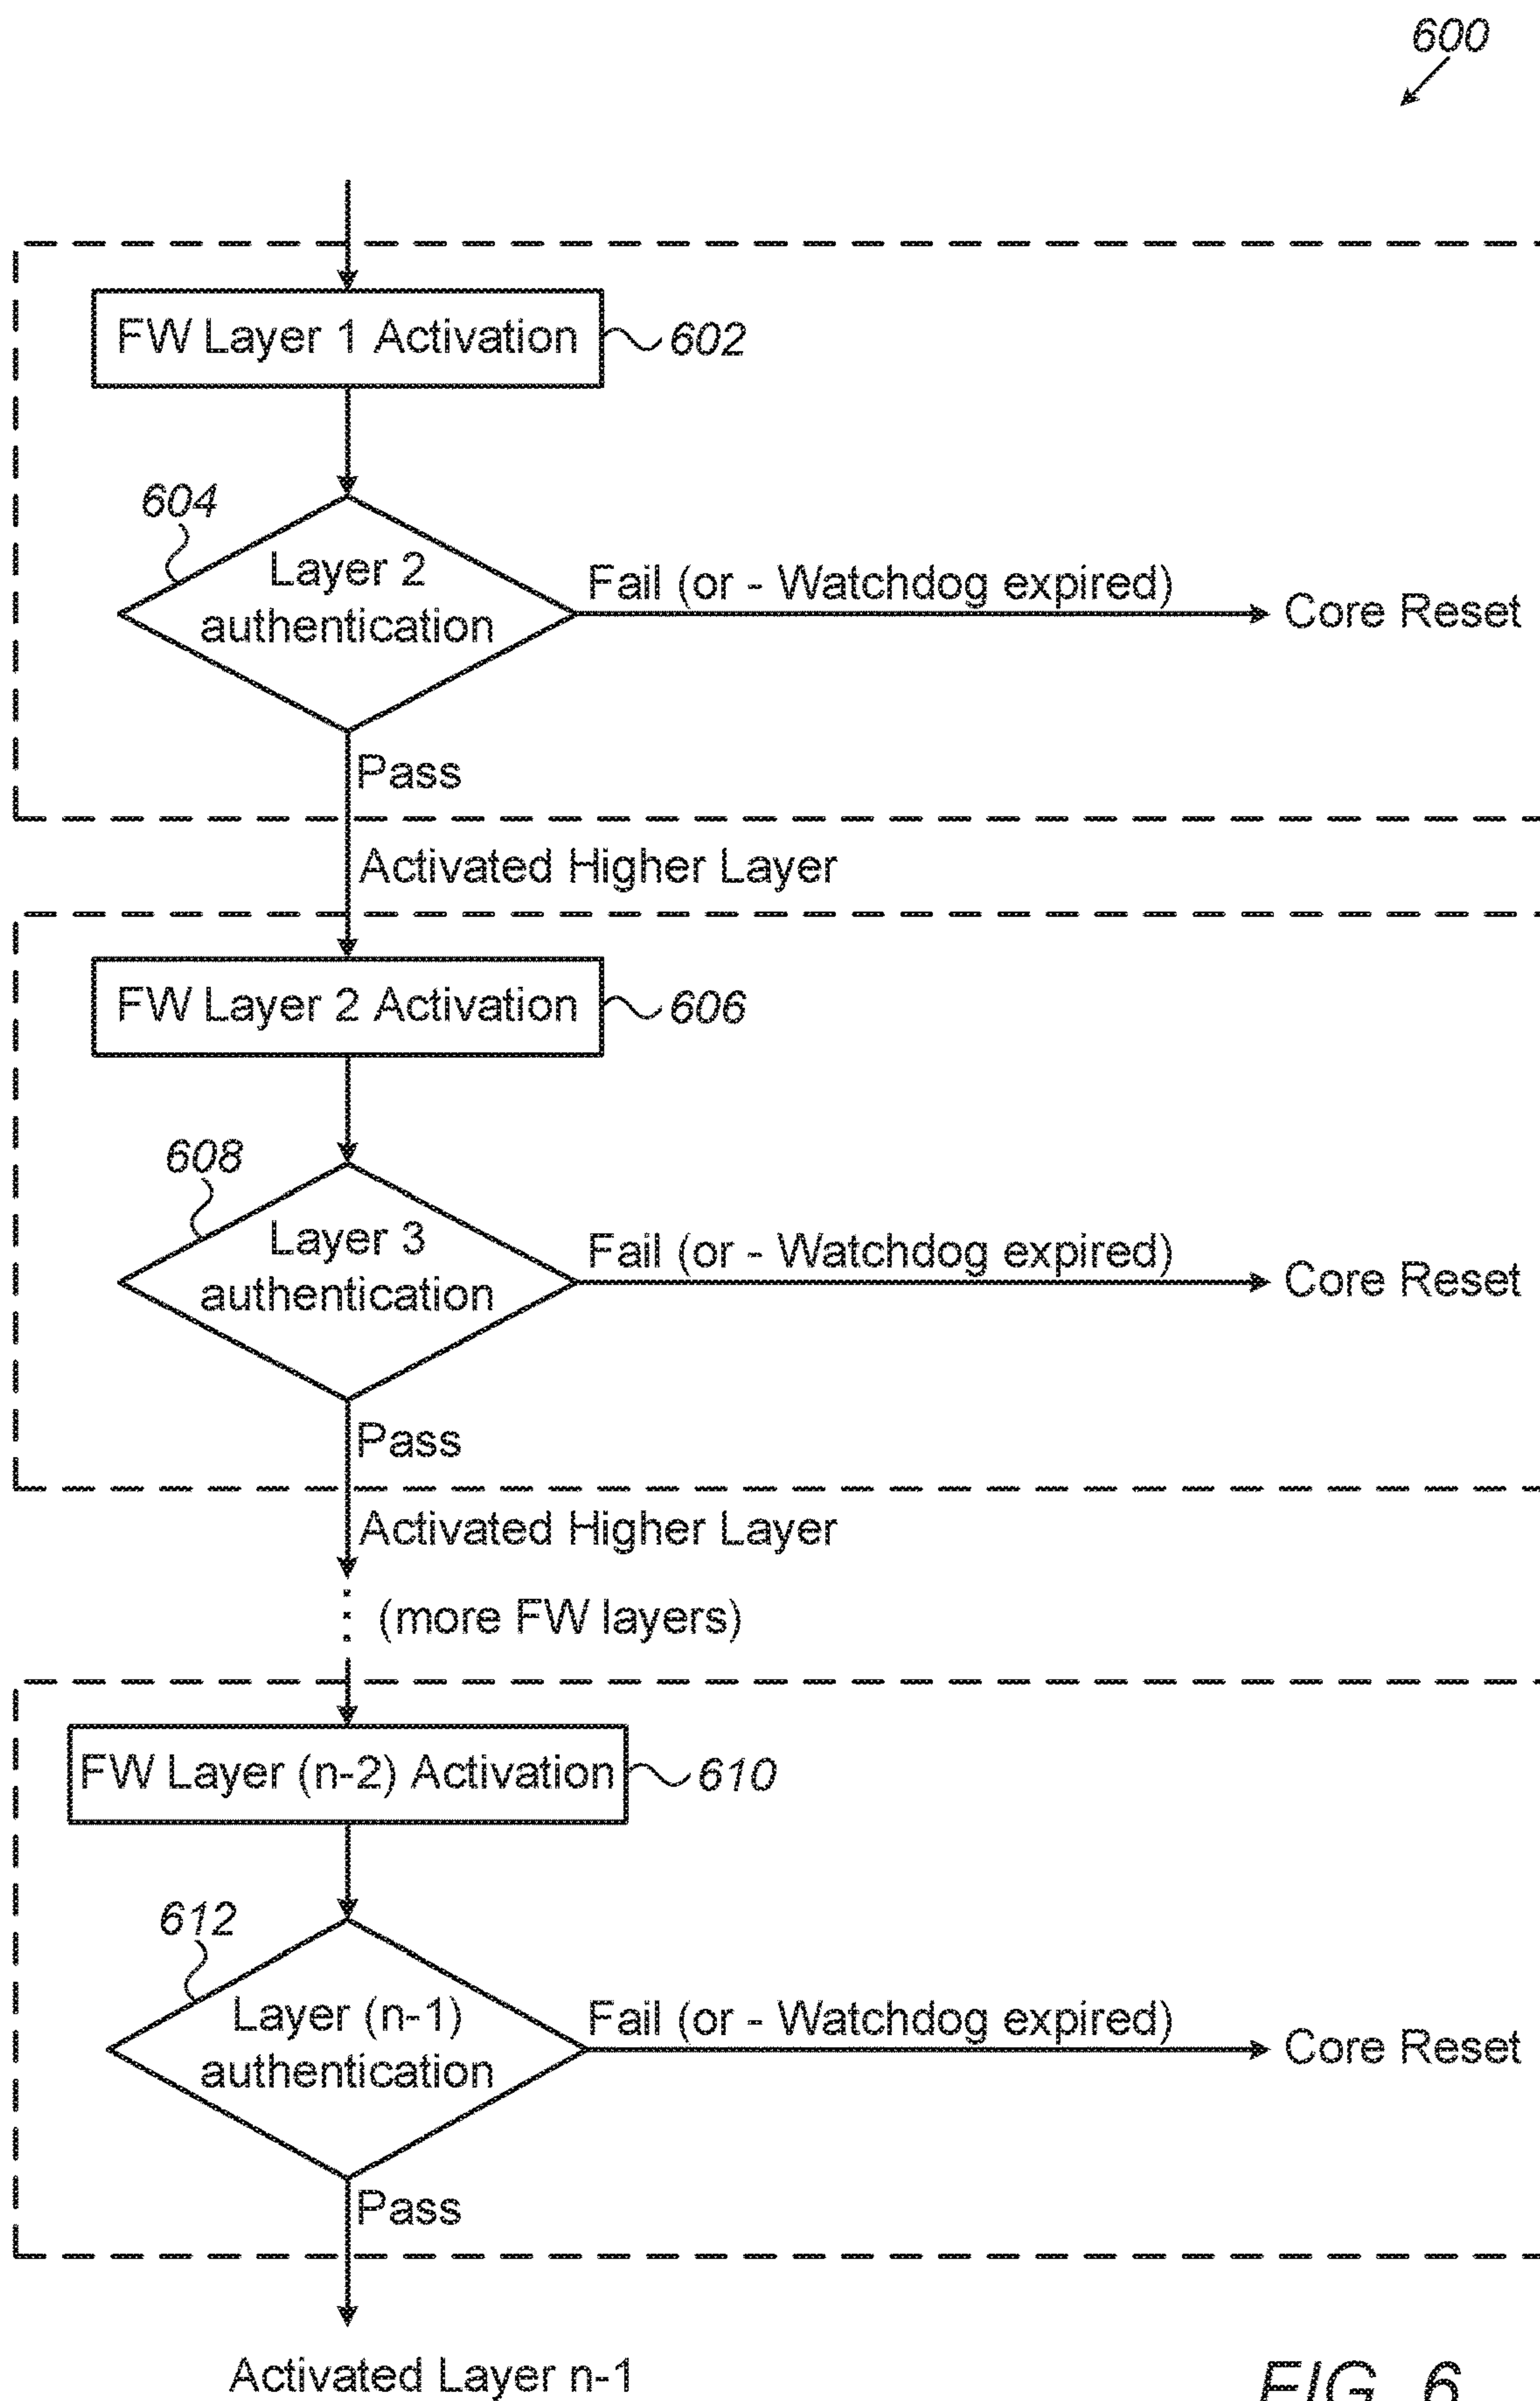 600
FW Layer 1 Activation
602
604
Layer 2
authentication
Fail (or - Watchdog expired)
Core Reset
Pass
Activated Higher Layer
FW Layer 2 Activation
606
608
Layer 3
authentication
Fail (or - Watchdog expired)
Core Reset
Pass
Activated Higher Layer
(more FW layers)
FW Layer (n-2) Activation
610
612
Layer (n-1)
authentication
Fail (or - Watchdog expired)
Core Reset
Pass
Activated Layer n-1
FIG. 6